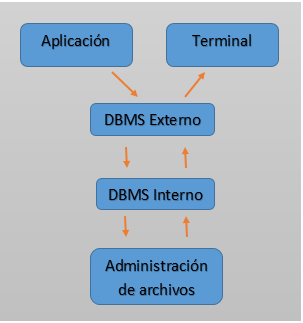 Aplicación
Terminal
DBMS Externo
DBMS Interno
Administración
de archivos